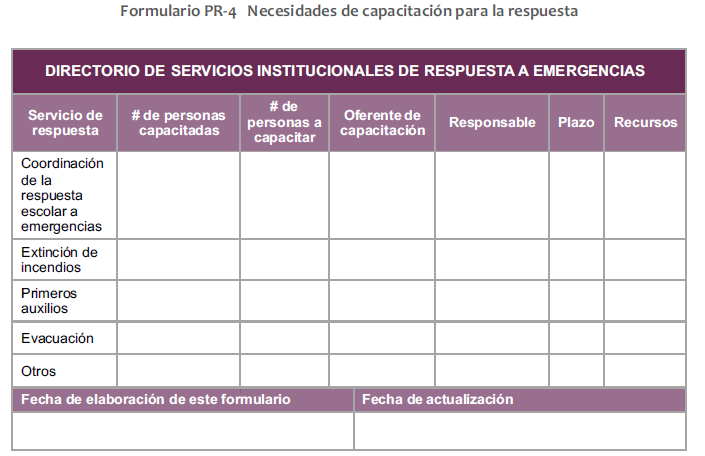 Formulario PR-4 Necesidades de capacitación para la respuesta
DIRECTORIO DE SERVICIOS INSTITUCIONALES DE RESPUESTA A EMERGENCIAS
Servicio de
respuesta
# de personas
capacitadas
# de
personas a
capacitar
Oferente de
capacitación
Responsable
Plazo
Recursos
Coordinación
de la
respuesta
escolar a
emergencias
Extinción de
incendios
Primeros
auxilios
Evacuación
Otros
Fecha de elaboración de este formulario
Fecha de actualización